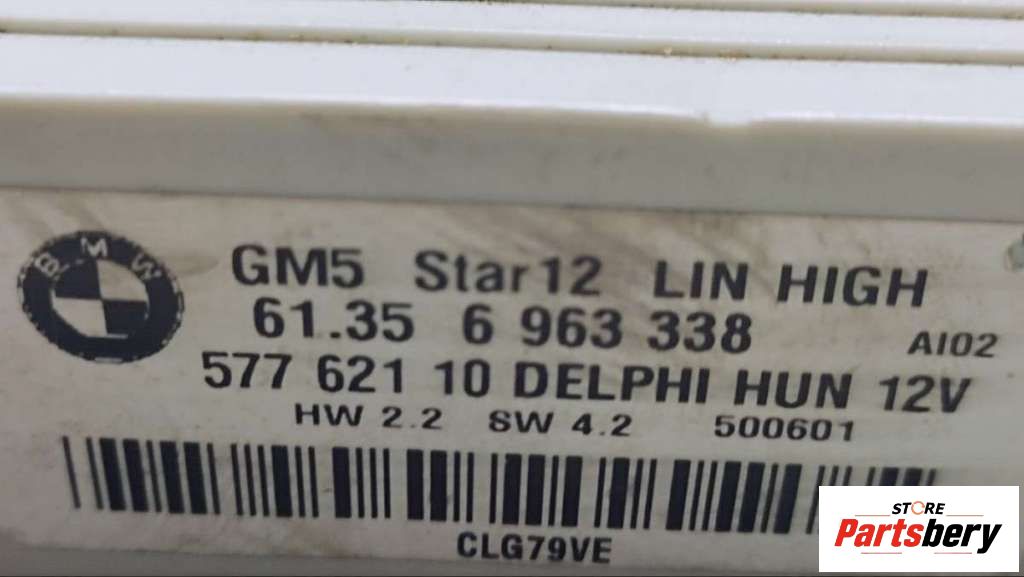 BMW
GM5 Star12 LIN HIGH
61.35 6 963 338 AI02
577 621 10 DELPHI HUN 12V
HW 2.2 SW 4.2 500601
CLG79VE
STORE
Partsbery